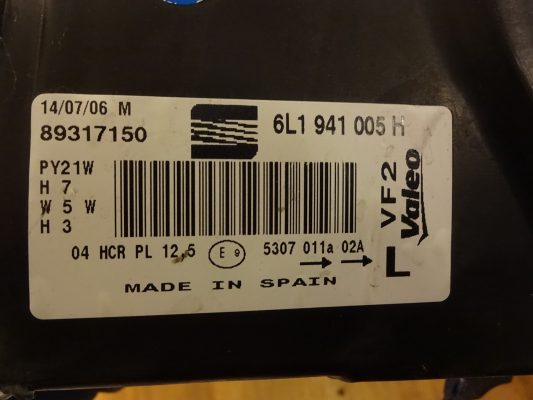 14/07/06 M
89317150
6L1 941 005 H
PY21W
H 7
W 5 W
H 3
04 HCR PL 12,5 E 9 5307 011a 02A
MADE IN SPAIN
L
VF2
Valeo